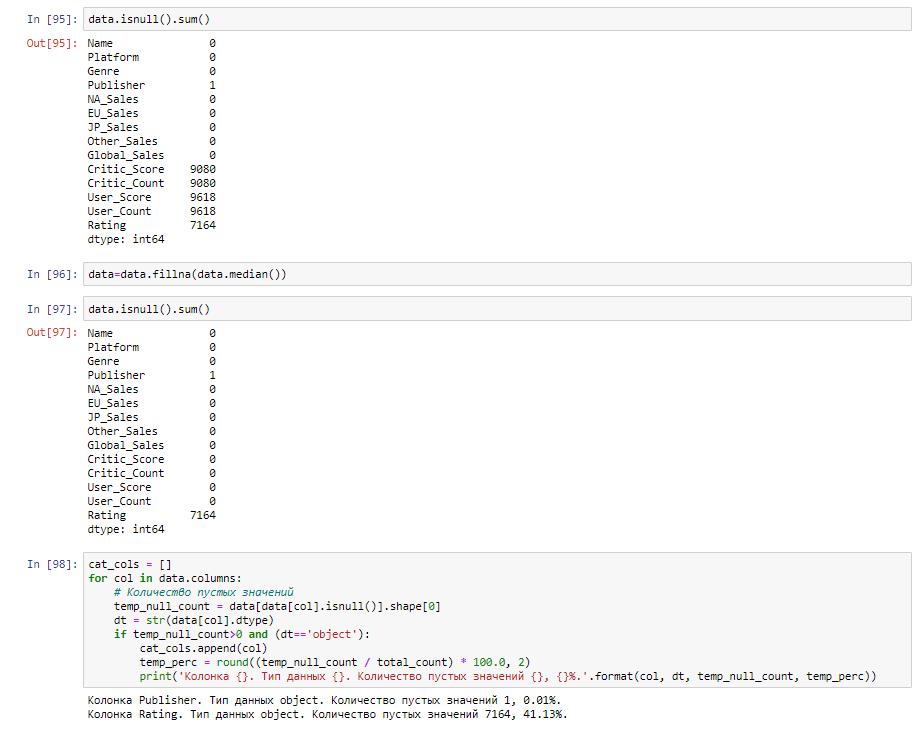 In [95]: data.isnull().sum()
Out[95]: Name 0
Platform 0
Genre 0
Publisher 1
NA_Sales 0
EU_Sales 0
JP_Sales 0
Other_Sales 0
Global_Sales 0
Critic_Score 9080
Critic_Count 9080
User_Score 9618
User_Count 9618
Rating 7164
dtype: int64
In [96]: data=data.fillna(data.median())
In [97]: data.isnull().sum()
Out[97]: Name 0
Platform 0
Genre 0
Publisher 1
NA_Sales 0
EU_Sales 0
JP_Sales 0
Other_Sales 0
Global_Sales 0
Critic_Score 0
Critic_Count 0
User_Score 0
User_Count 0
Rating 7164
dtype: int64
In [98]: cat_cols = []
for col in data.columns:
# Количество пустых значений
temp_null_count = data[data[col].isnull()].shape[0]
dt = str(data[col].dtype)
if temp_null_count>0 and (dt=='object'):
cat_cols.append(col)
temp_perc = round((temp_null_count / total_count) * 100.0, 2)
print('Колонка {}. Тип данных {}. Количество пустых значений {}, {}%.'.format(col, dt, temp_null_count, temp_perc))
Колонка Publisher. Тип данных object. Количество пустых значений 1, 0.01%.
Колонка Rating. Тип данных object. Количество пустых значений 7164, 41.13%.